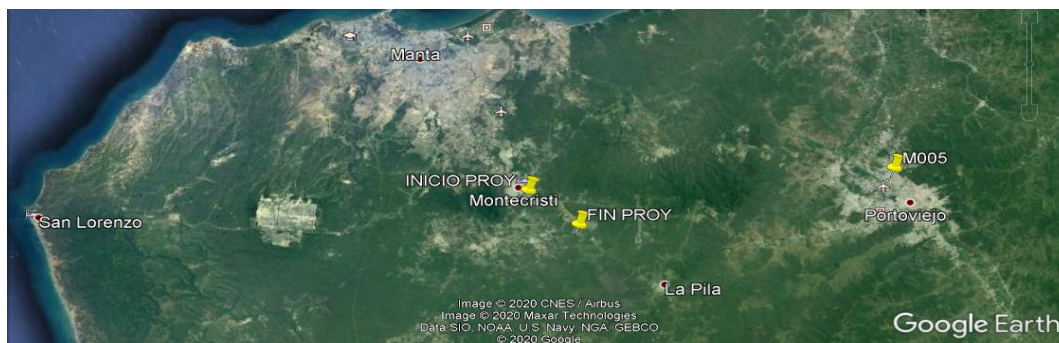 Manta
M005
INICIO PROY
Montecristi
Portoviejo
FIN PROY
San Lorenzo
La Pila
Image © 2020 CNES / Airbus
Image © 2020 Maxar Technologies
Data SIO, NOAA, U.S. Navy, NGA, GEBCO
© 2020 Google
Google Earth